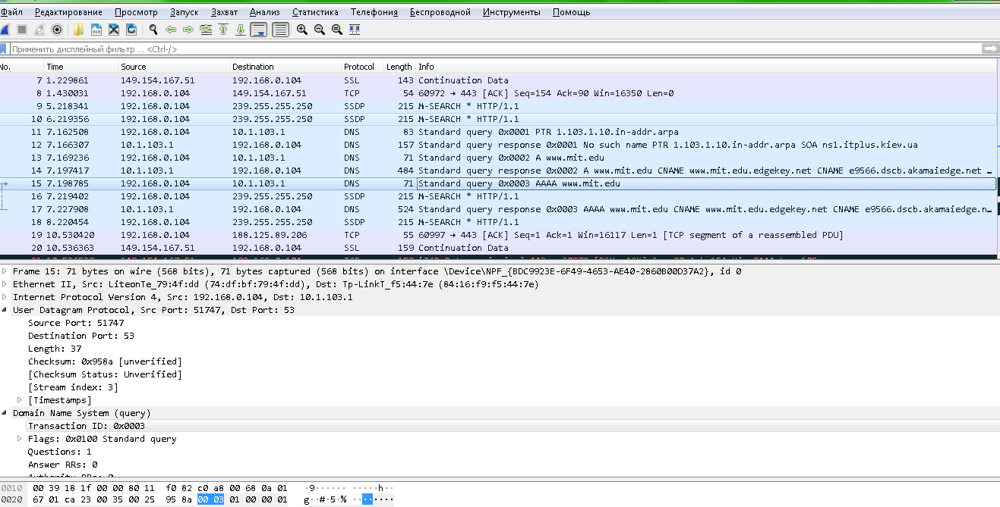 Файл Редактирование Просмотр Запуск Захват Анализ Статистика Телефония Беспроводной Инструменты Помощь
Применить дисплейный фильтр ... <Ctrl-/>
No. Time Source Destination Protocol Length Info
7 1.229861 149.154.167.51 192.168.0.104 SSL 143 Continuation Data
8 1.430031 192.168.0.104 149.154.167.51 TCP 54 60972 → 443 [ACK] Seq=154 Ack=90 Win=16350 Len=0
9 5.218341 192.168.0.104 239.255.255.250 SSDP 215 M-SEARCH * HTTP/1.1
10 6.219356 192.168.0.104 239.255.255.250 SSDP 215 M-SEARCH * HTTP/1.1
11 7.162508 192.168.0.104 10.1.103.1 DNS 83 Standard query 0x0001 PTR 1.103.1.10.in-addr.arpa
12 7.166307 10.1.103.1 192.168.0.104 DNS 157 Standard query response 0x0001 No such name PTR 1.103.1.10.in-addr.arpa SOA ns1.itplus.kiev.ua
13 7.169236 192.168.0.104 10.1.103.1 DNS 71 Standard query 0x0002 A www.mit.edu
14 7.197417 10.1.103.1 192.168.0.104 DNS 484 Standard query response 0x0002 A www.mit.edu CNAME www.mit.edu.edgekey.net CNAME e9566.dscb.akamaiedge.net …
15 7.198785 192.168.0.104 10.1.103.1 DNS 71 Standard query 0x0003 AAAA www.mit.edu
16 7.219402 192.168.0.104 239.255.255.250 SSDP 215 M-SEARCH * HTTP/1.1
17 7.227908 10.1.103.1 192.168.0.104 DNS 524 Standard query response 0x0003 AAAA www.mit.edu CNAME www.mit.edu.edgekey.net CNAME e9566.dscb.akamaiedge.n…
18 8.220454 192.168.0.104 239.255.255.250 SSDP 215 M-SEARCH * HTTP/1.1
19 10.530420 192.168.0.104 188.125.89.206 TCP 55 60997 → 443 [ACK] Seq=1 Ack=1 Win=16117 Len=1 [TCP segment of a reassembled PDU]
20 10.536363 149.154.167.51 192.168.0.104 SSL 159 Continuation Data
Frame 15: 71 bytes on wire (568 bits), 71 bytes captured (568 bits) on interface \Device\NPF_{BDC9923E-6F49-4653-AE40-2860B00D37A2}, id 0
Ethernet II, Src: LiteonTe_79:4f:dd (74:df:bf:79:4f:dd), Dst: Tp-LinkT_f5:44:7e (84:16:f9:f5:44:7e)
Internet Protocol Version 4, Src: 192.168.0.104, Dst: 10.1.103.1
User Datagram Protocol, Src Port: 51747, Dst Port: 53
Source Port: 51747
Destination Port: 53
Length: 37
Checksum: 0x958a [unverified]
[Checksum Status: Unverified]
[Stream index: 3]
[Timestamps]
Domain Name System (query)
Transaction ID: 0x0003
Flags: 0x0100 Standard query
Questions: 1
Answer RRs: 0
0010 00 39 18 1f 00 00 80 11 f0 82 c0 a8 00 68 0a 01 ·9······ ·····h··
0020 67 01 ca 23 00 35 00 25 95 8a 00 03 01 00 00 01 g··#·5·% ········